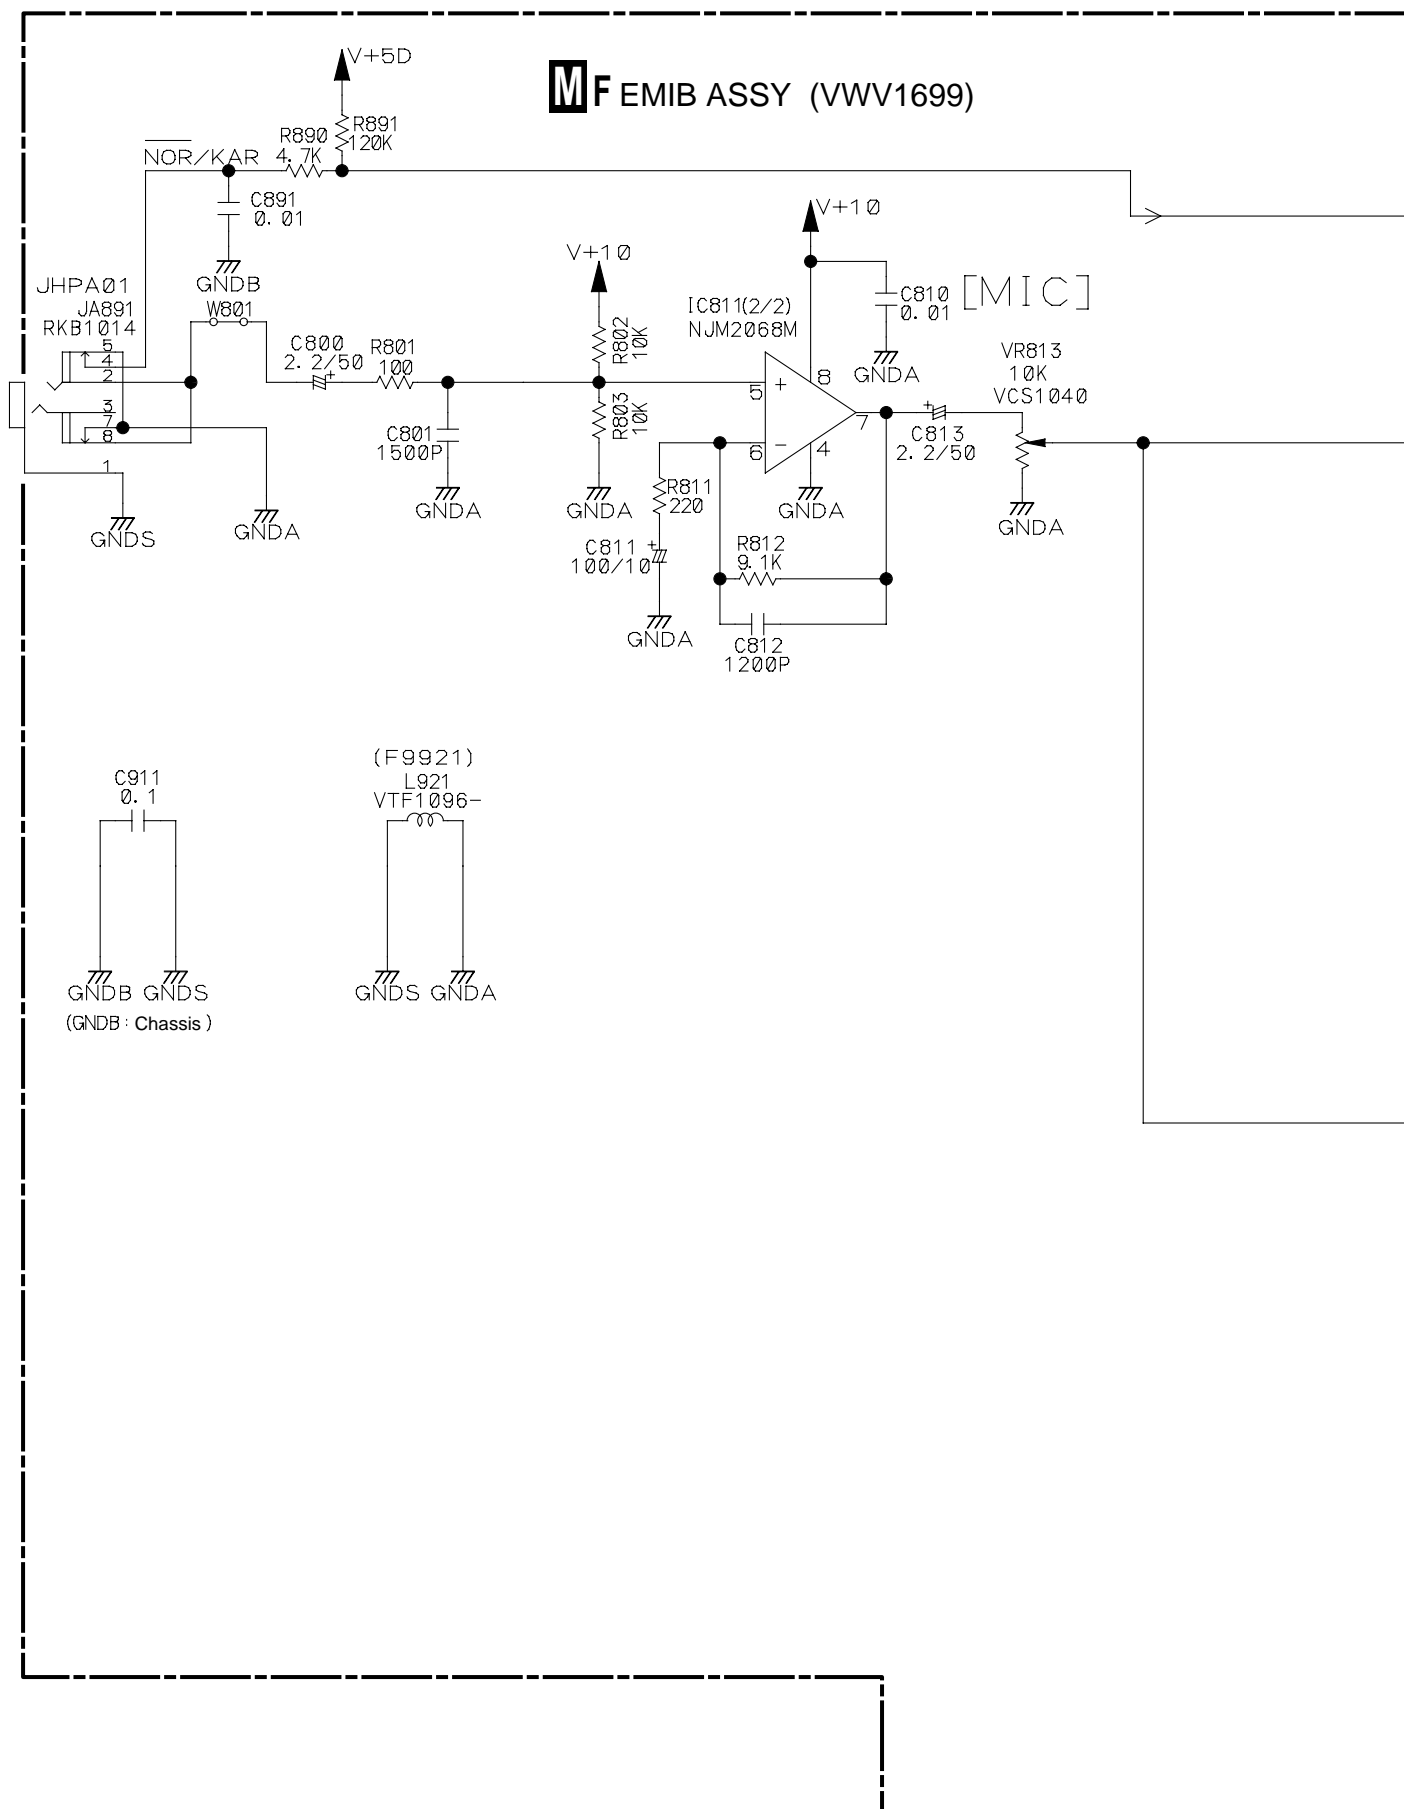 V+5D
M F EMIB ASSY (VWV1699)
R891
120K
R890
4.7K
NOR/KAR
C891
0.01
GNDB
V+10
V+10
JHPA01
JA891
RKB1014
5
4
2
3
7
8
1
W801
C800
2.2/50
+
R801
100
R802
10K
R803
10K
IC811(2/2)
NJM2068M
C810
0.01
[MIC]
GNDA
VR813
10K
VCS1040
5
+
8
7
6
-
4
+
C813
2.2/50
C801
1500P
GNDA
GNDA
GNDA
GNDA
GNDS
GNDA
R811
220
C811
+
100/10
GNDA
R812
9.1K
C812
1200P
C911
0.1
GNDB GNDS
(GNDB : Chassis)
(F9921)
L921
VTF1096-
GNDS GNDA